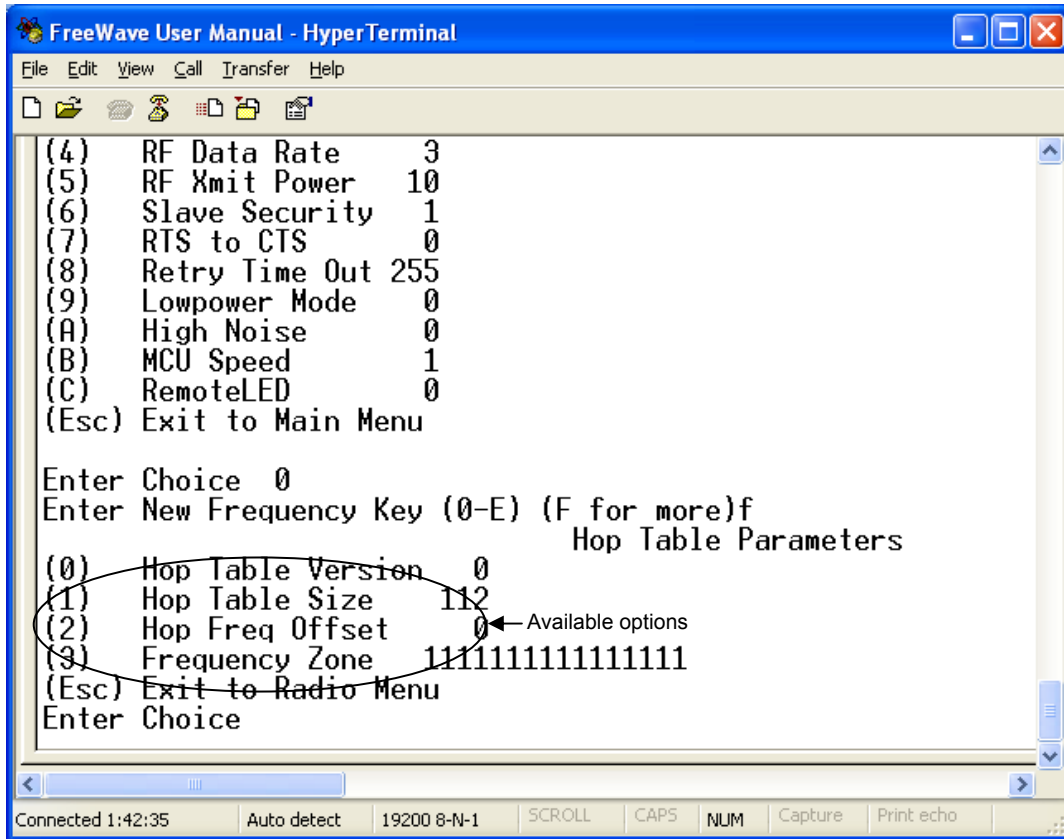 FreeWave User Manual - HyperTerminal
File Edit View Call Transfer Help
(4) RF Data Rate 3
(5) RF Xmit Power 10
(6) Slave Security 1
(7) RTS to CTS 0
(8) Retry Time Out 255
(9) Lowpower Mode 0
(A) High Noise 0
(B) MCU Speed 1
(C) RemoteLED 0
(Esc) Exit to Main Menu
Enter Choice 0
Enter New Frequency Key (0-E) (F for more)f
Hop Table Parameters
(0) Hop Table Version 0
(1) Hop Table Size 112
(2) Hop Freq Offset 0
Available options
(3) Frequency Zone 1111111111111111
(Esc) Exit to Radio Menu
Enter Choice
Connected 1:42:35 Auto detect 19200 8-N-1 SCROLL CAPS NUM Capture Print echo